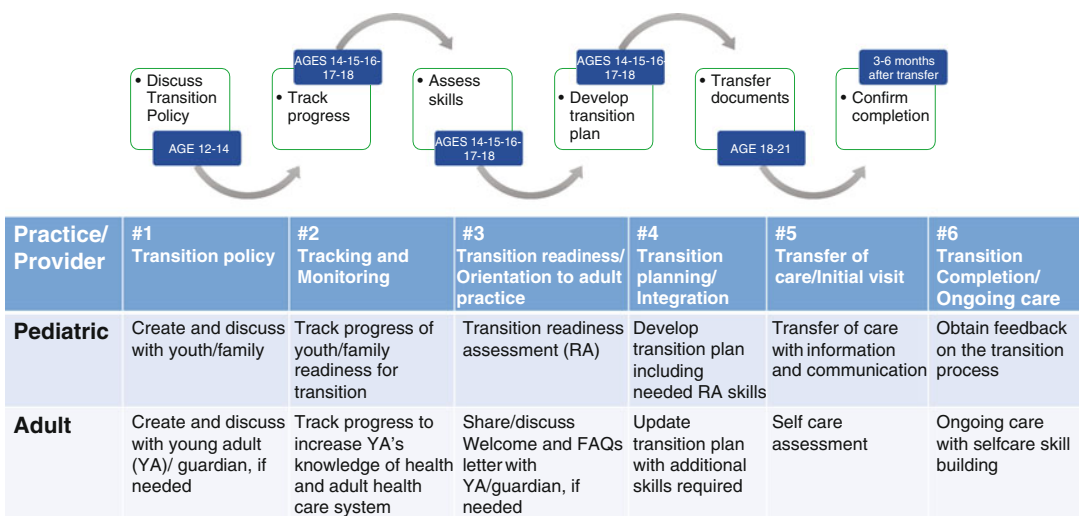 • Discuss
Transition
Policy
AGE 12-14
AGES 14-15-16-
17-18
• Track
progress
• Assess
skills
AGES 14-15-16-
17-18
AGES 14-15-16-
17-18
• Develop
transition
plan
• Transfer
documents
AGE 18-21
3-6 months
after transfer
• Confirm
completion
Practice/
Provider
#1
Transition policy
#2
Tracking and
Monitoring
#3
Transition readiness/
Orientation to adult
practice
#4
Transition
planning/
Integration
#5
Transfer of
care/Initial visit
#6
Transition
Completion/
Ongoing care
Pediatric
Create and discuss
with youth/family
Track progress of
youth/family
readiness for
transition
Transition readiness
assessment (RA)
Develop
transition plan
including
needed RA skills
Transfer of care
with information
and communication
Obtain feedback
on the transition
process
Adult
Create and discuss
with young adult
(YA)/ guardian, if
needed
Track progress to
increase YA's
knowledge of health
and adult health
care system
Share/discuss
Welcome and FAQs
letter with
YA/guardian, if
needed
Update
transition plan
with additional
skills required
Self care
assessment
Ongoing care
with selfcare skill
building